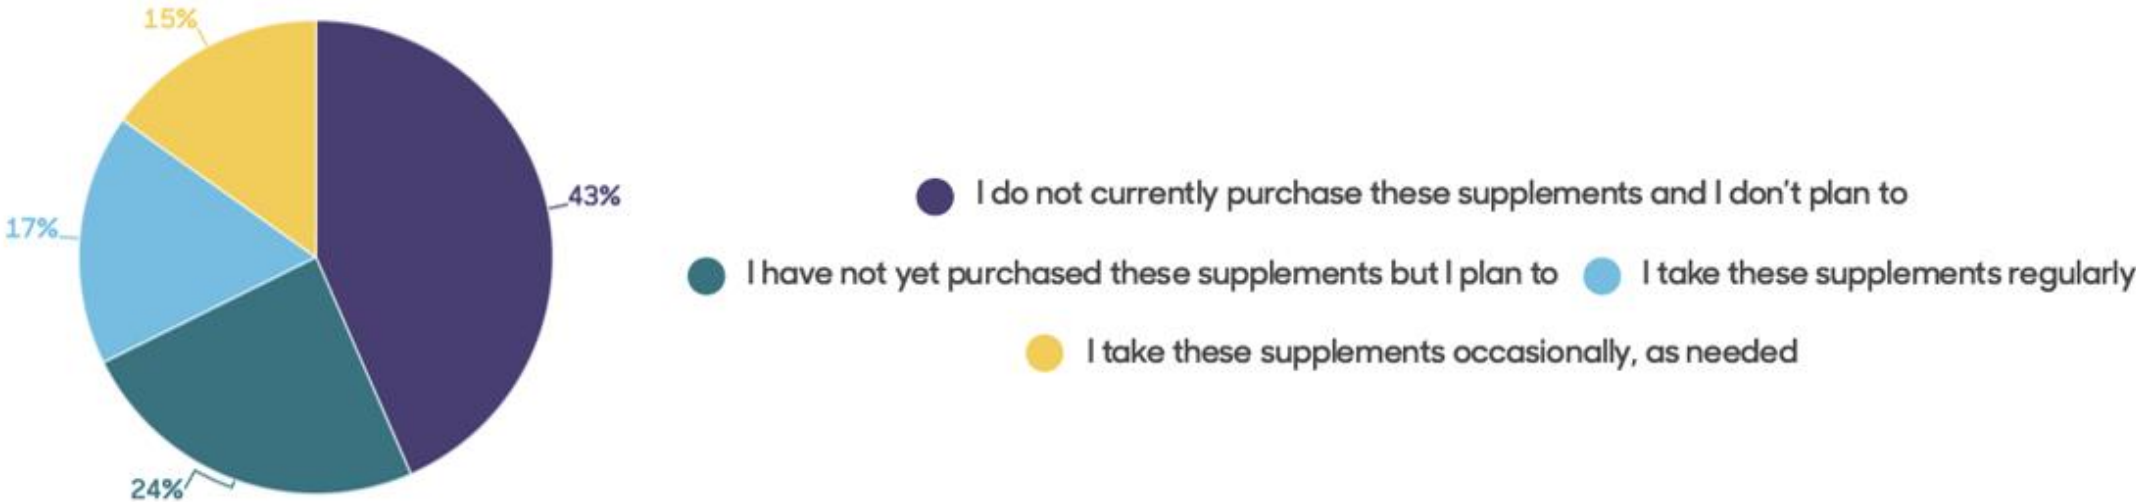 15%
43%
17%
24%
I do not currently purchase these supplements and I don't plan to
I have not yet purchased these supplements but I plan to
I take these supplements regularly
I take these supplements occasionally, as needed